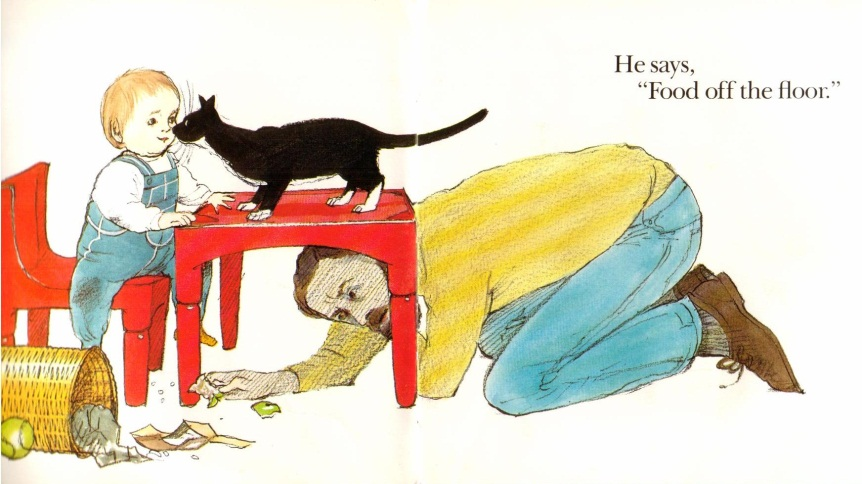 He says,
“Food off the floor.”